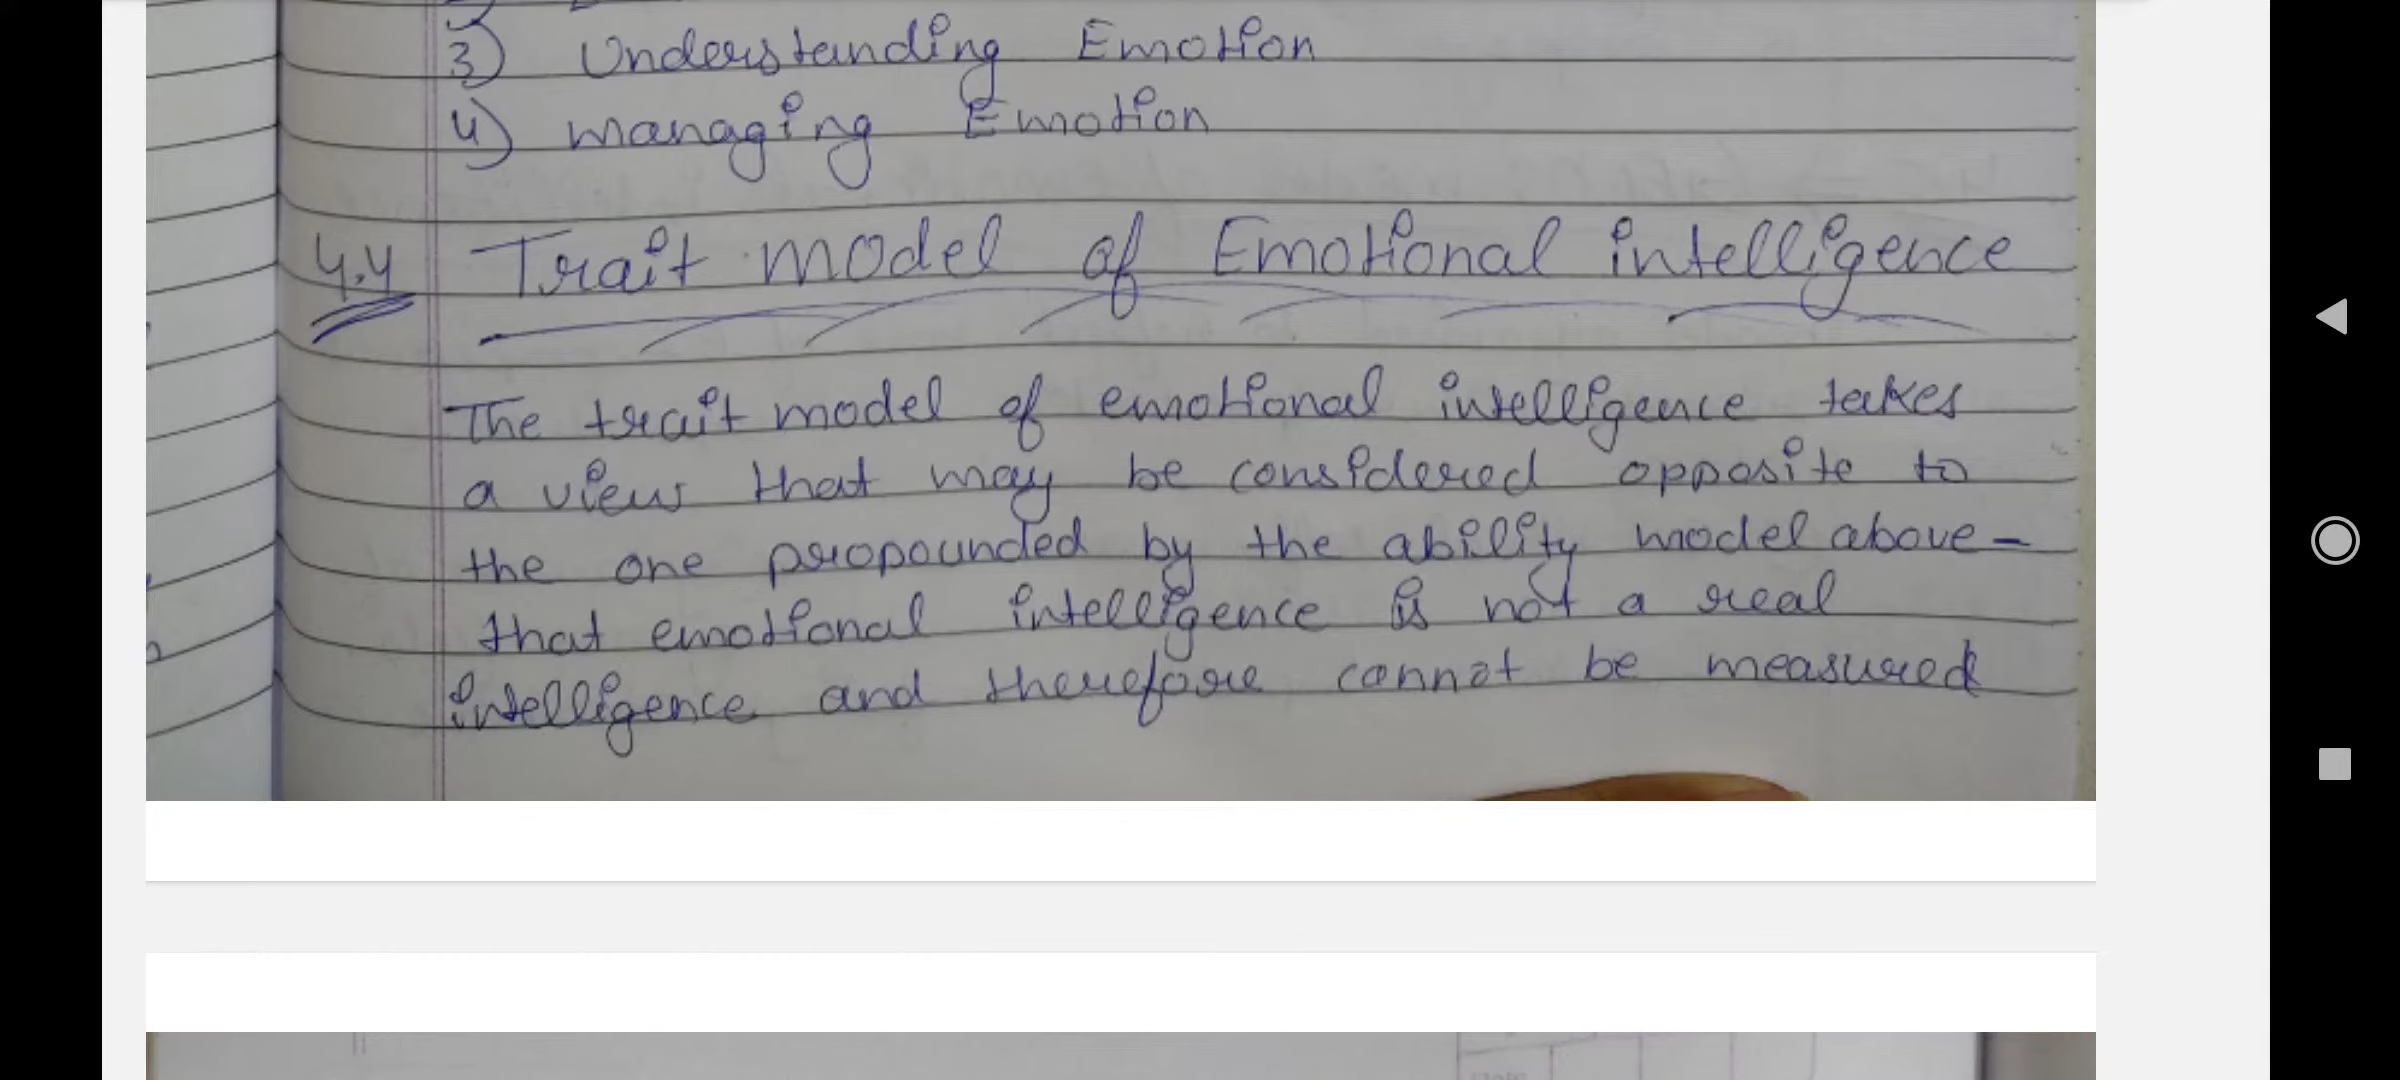 3) Understanding Emotion
4) managing Emotion
4.4 Trait model of Emotional intelligence
The trait model of emotional intelligence takes
a view that may be considered opposite to
the one propounded by the ability model above-
that emotional intelligence is not a real
intelligence and therefore cannot be measured